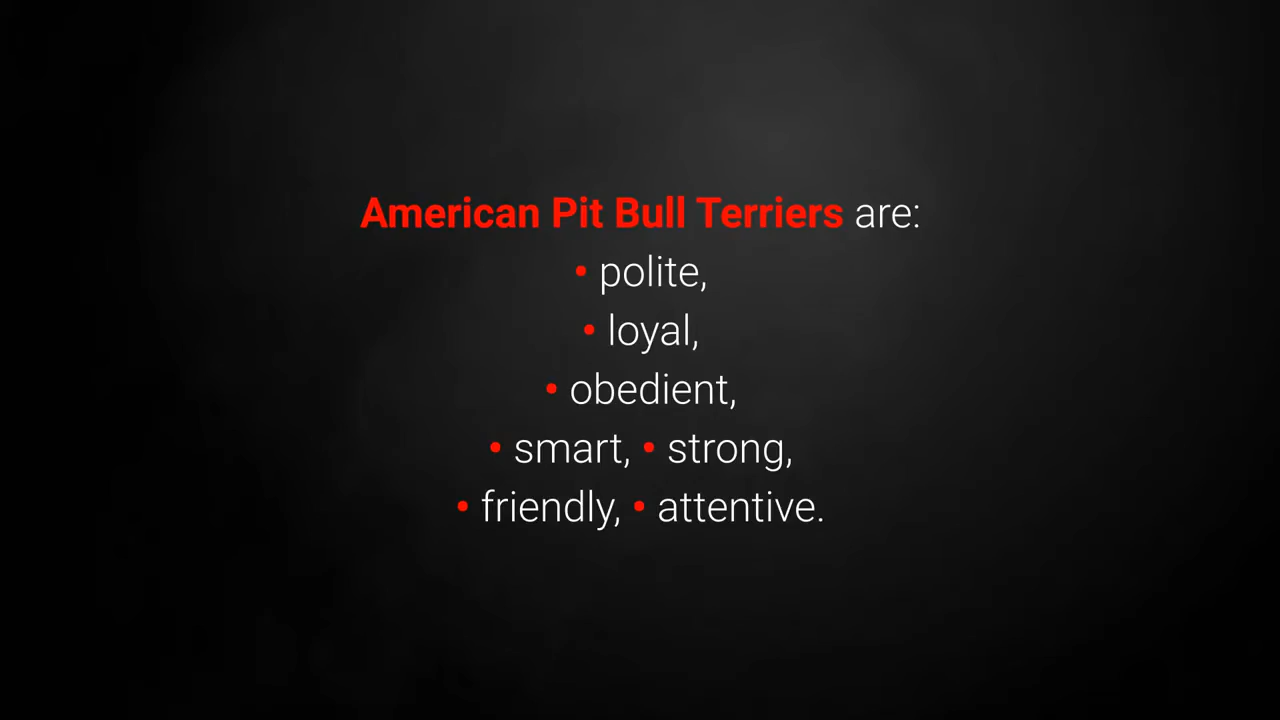 American Pit Bull Terriers are:
• polite,
• loyal,
• obedient,
• smart, • strong,
• friendly, • attentive.